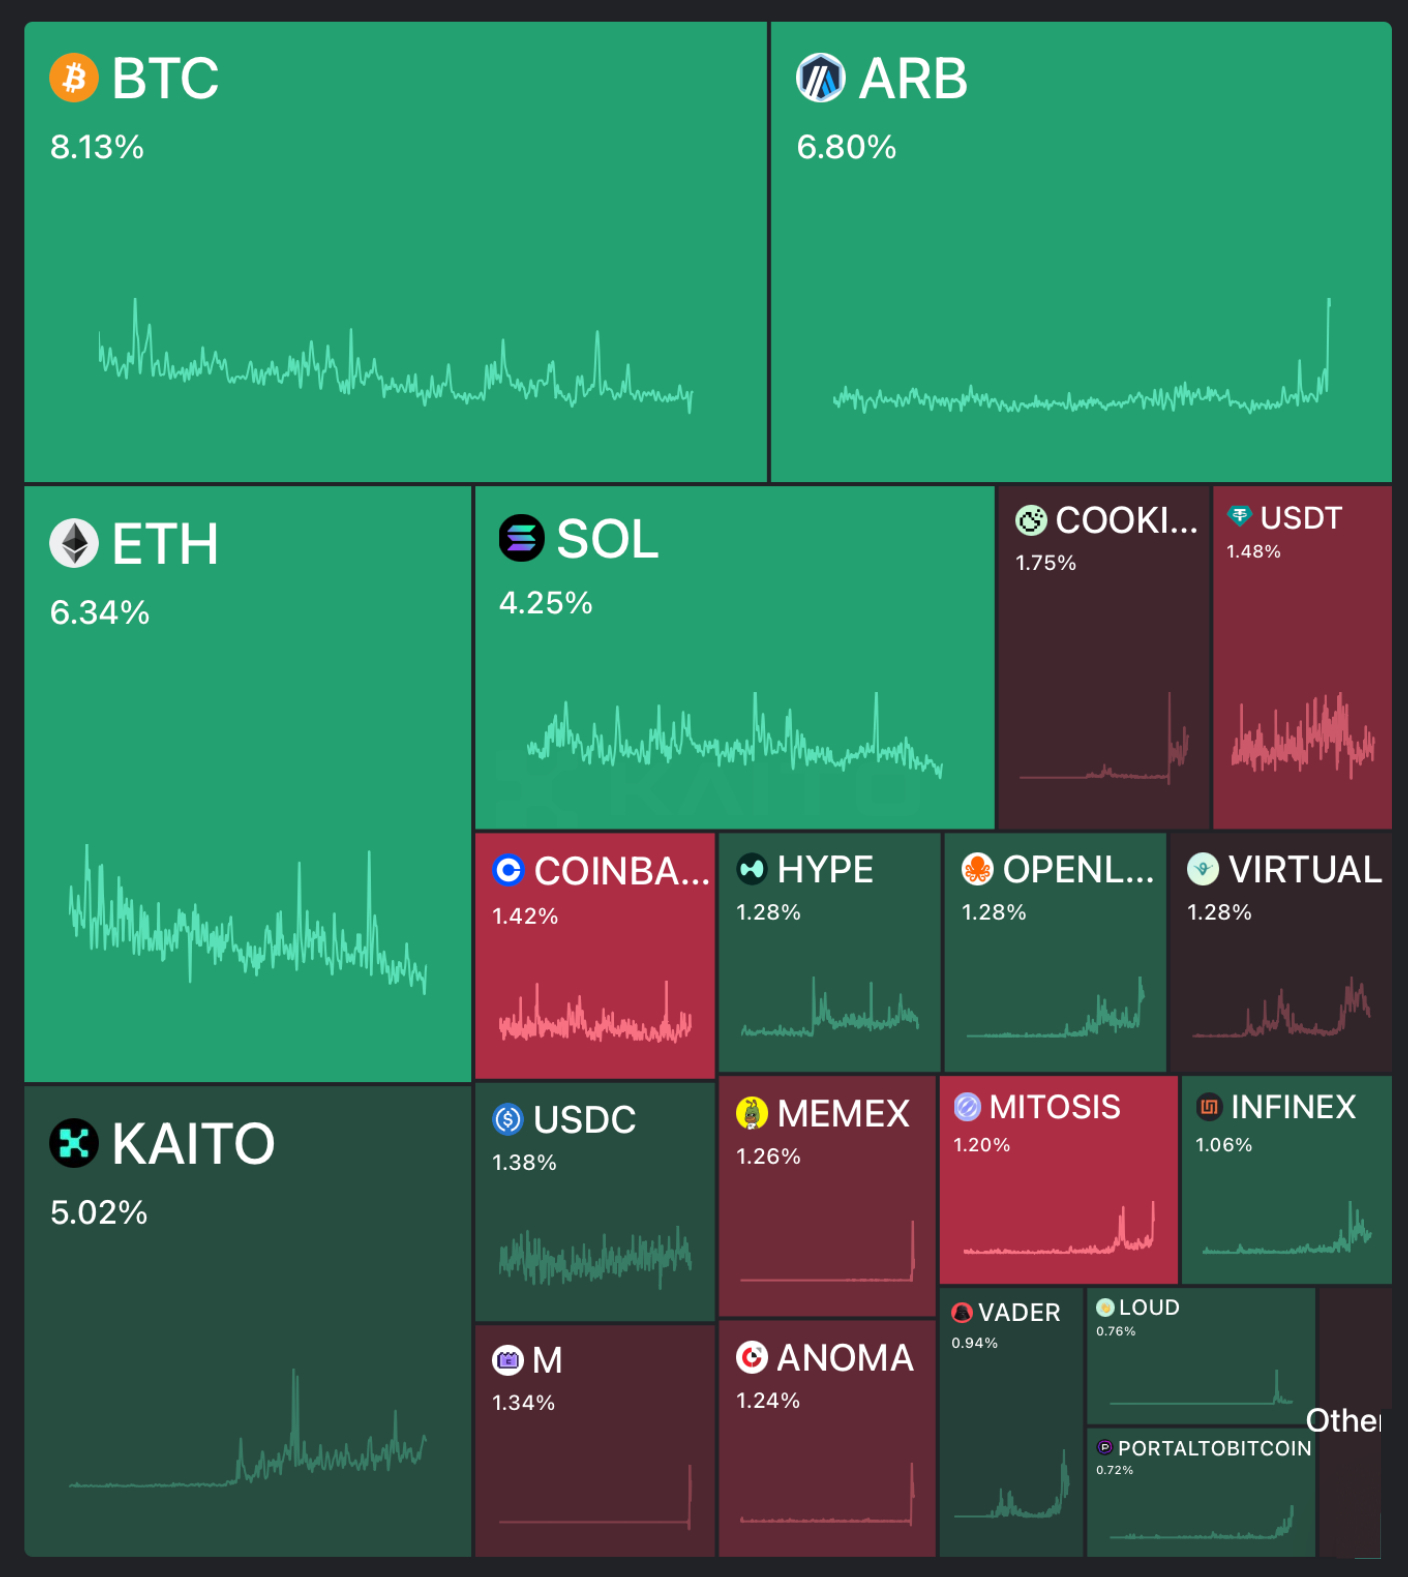 BTC
8.13%
ARB
6.80%
ETH
6.34%
SOL
4.25%
COOKI...
1.75%
USDT
1.48%
KAITO
COINBA...
1.42%
HYPE
1.28%
OPENL...
1.28%
VIRTUAL
1.28%
KAITO
5.02%
USDC
1.38%
MEMEX
1.26%
MITOSIS
1.20%
INFINEX
1.06%
M
1.34%
ANOMA
1.24%
VADER
0.94%
LOUD
0.76%
PORTALTOBITCOIN
0.72%
Other